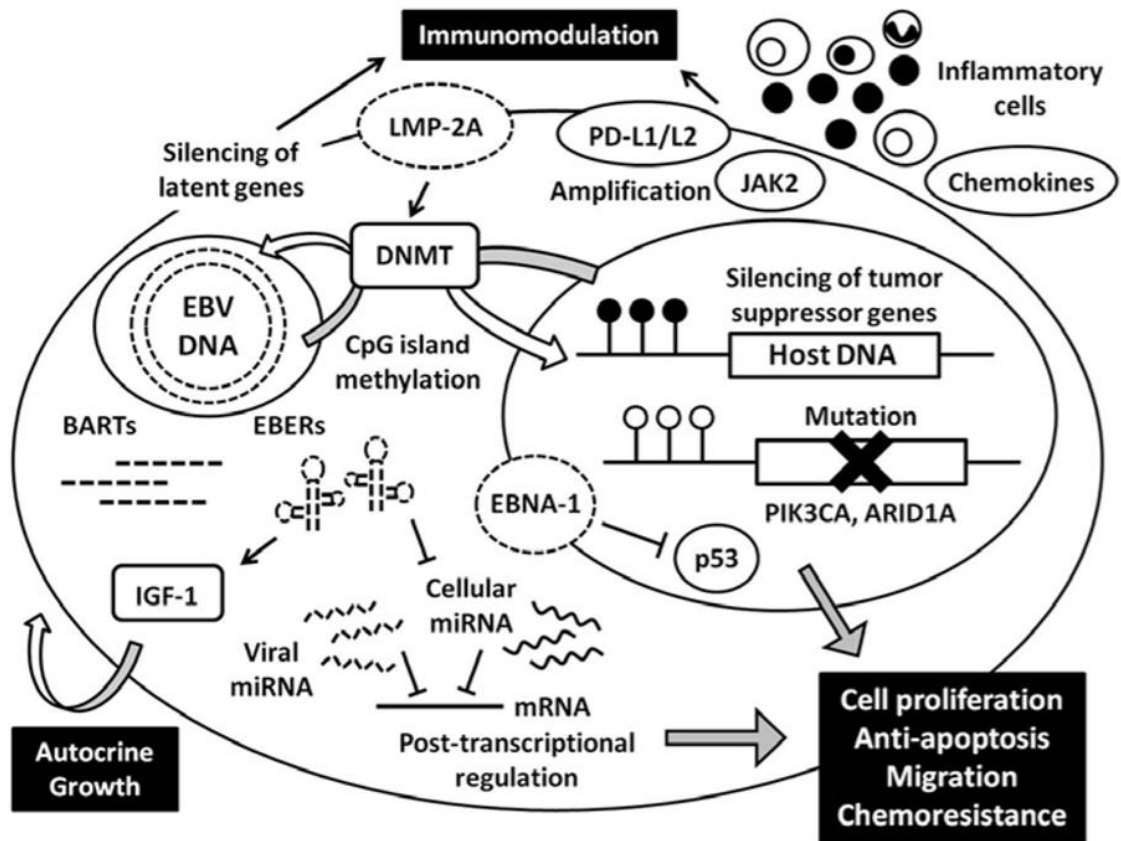 Immunomodulation
Inflammatory
cells
LMP-2A
PD-L1/L2
Silencing of
latent genes
Amplification
JAK2
Chemokines
DNMT
EBV
DNA
CpG island
methylation
Silencing of tumor
suppressor genes
Host DNA
BARTs
EBERs
Mutation
PIK3CA, ARID1A
EBNA-1
p53
IGF-1
Cellular
miRNA
Viral
miRNA
mRNA
Post-transcriptional
regulation
Autocrine
Growth
Cell proliferation
Anti-apoptosis
Migration
Chemoresistance